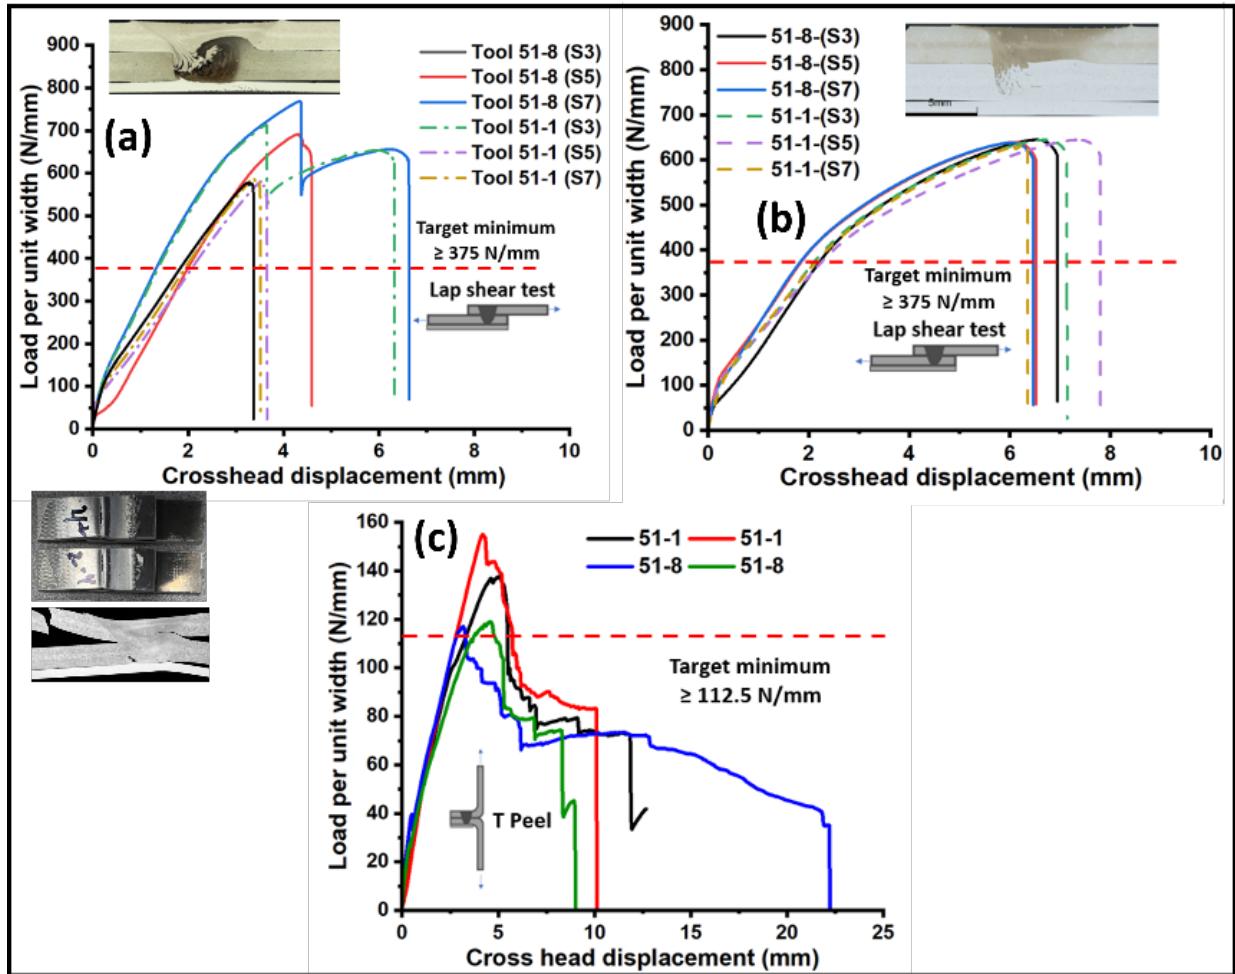 (a)
Load per unit width (N/mm)
900
800
700
600
500
400
300
200
100
0
0 2 4 6 8 10
Crosshead displacement (mm)
Tool 51-8 (S3)
Tool 51-8 (S5)
Tool 51-8 (S7)
Tool 51-1 (S3)
Tool 51-1 (S5)
Tool 51-1 (S7)
Target minimum
≥ 375 N/mm
Lap shear test
(b)
Load per unit width (N/mm)
900
800
700
600
500
400
300
200
100
0
0 2 4 6 8 10
Crosshead displacement (mm)
51-8-(S3)
51-8-(S5)
51-8-(S7)
51-1-(S3)
51-1-(S5)
51-1-(S7)
5mm
Target minimum
≥ 375 N/mm
Lap shear test
(c)
Load per unit width (N/mm)
160
140
120
100
80
60
40
20
0
0 5 10 15 20 25
Cross head displacement (mm)
51-1 51-1
51-8 51-8
Target minimum
≥ 112.5 N/mm
T Peel